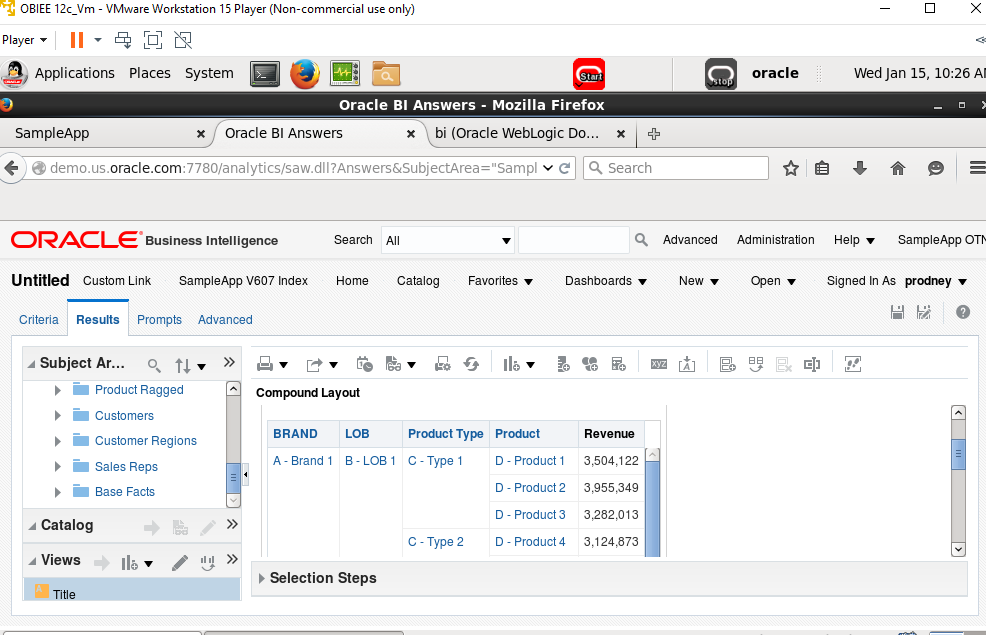 OBIEE 12c_Vm - VMware Workstation 15 Player (Non-commercial use only)
Player
Applications Places System Start stop oracle Wed Jan 15, 10:26 AM
Oracle BI Answers - Mozilla Firefox
SampleApp Oracle BI Answers bi (Oracle WebLogic Do...
demo.us.oracle.com:7780/analytics/saw.dll?Answers&SubjectArea="Sampl Search
ORACLE Business Intelligence Search All Advanced Administration Help SampleApp OTN
Untitled Custom Link SampleApp V607 Index Home Catalog Favorites Dashboards New Open Signed In As prodney
Criteria Results Prompts Advanced
Subject Ar...
Compound Layout
Product Ragged
Customers
Customer Regions
Sales Reps
Base Facts
BRAND LOB Product Type Product Revenue
A - Brand 1 B - LOB 1 C - Type 1 D - Product 1 3,504,122
D - Product 2 3,955,349
D - Product 3 3,282,013
C - Type 2 D - Product 4 3,124,873
Catalog
Views
Title
Selection Steps